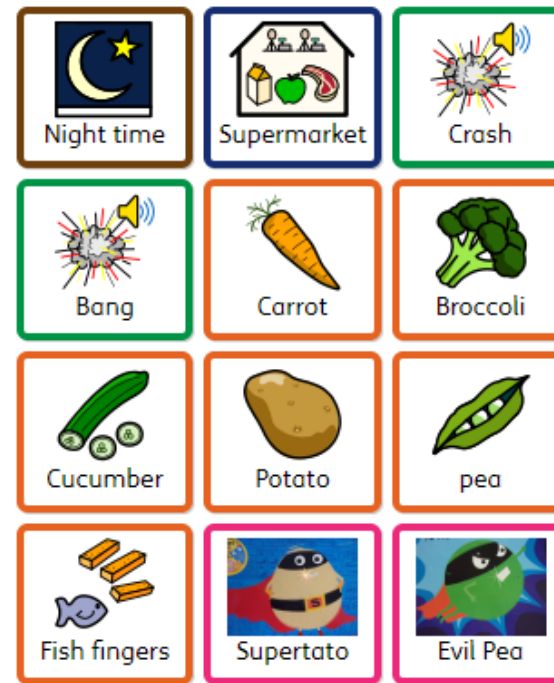 Night time
Supermarket
Crash
Bang
Carrot
Broccoli
Cucumber
Potato
pea
Fish fingers
S
Supertato
Evil Pea